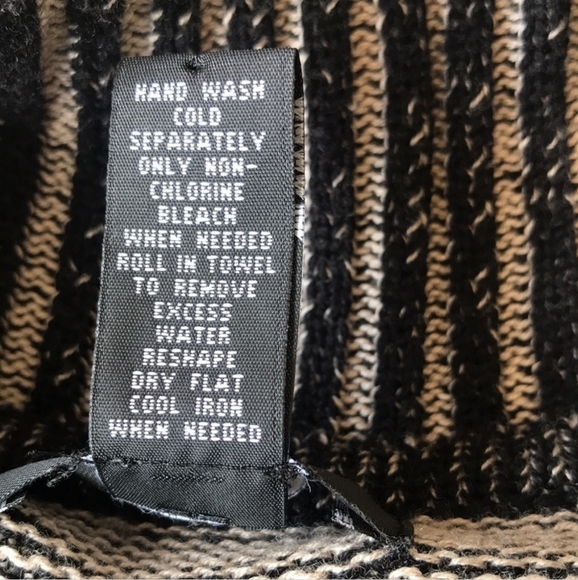 HAND WASH
COLD
SEPARATELY
ONLY NON-
CHLORINE
BLEACH
WHEN NEEDED
ROLL IN TOWEL
TO REMOVE
EXCESS
WATER
RESHAPE
DRY FLAT
COOL IRON
WHEN NEEDED